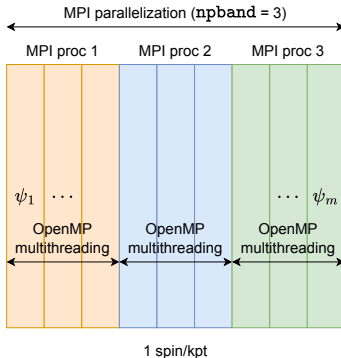 MPI parallelization (npband = 3)
MPI proc 1 MPI proc 2 MPI proc 3
ψ₁ ⋯ ⋯ ψₘ
OpenMP multithreading
OpenMP multithreading
OpenMP multithreading
1 spin/kpt